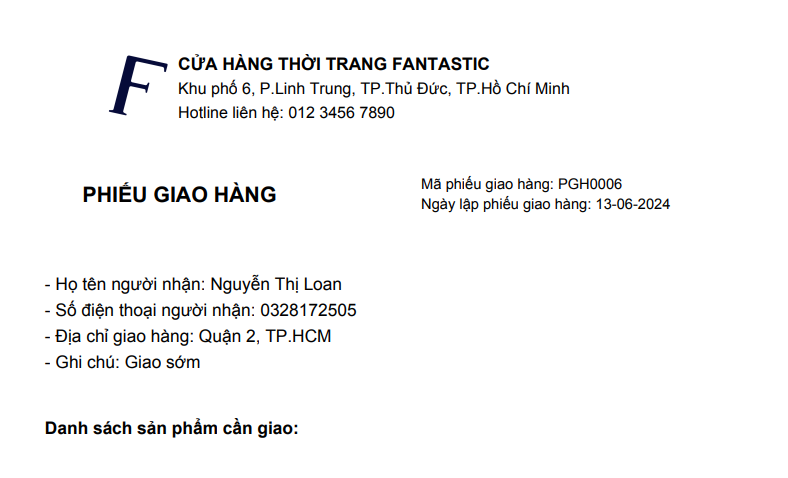 F
CỬA HÀNG THỜI TRANG FANTASTIC
Khu phố 6, P.Linh Trung, TP.Thủ Đức, TP.Hồ Chí Minh
Hotline liên hệ: 012 3456 7890
PHIẾU GIAO HÀNG
Mã phiếu giao hàng: PGH0006
Ngày lập phiếu giao hàng: 13-06-2024
- Họ tên người nhận: Nguyễn Thị Loan
- Số điện thoại người nhận: 0328172505
- Địa chỉ giao hàng: Quận 2, TP.HCM
- Ghi chú: Giao sớm
Danh sách sản phẩm cần giao: